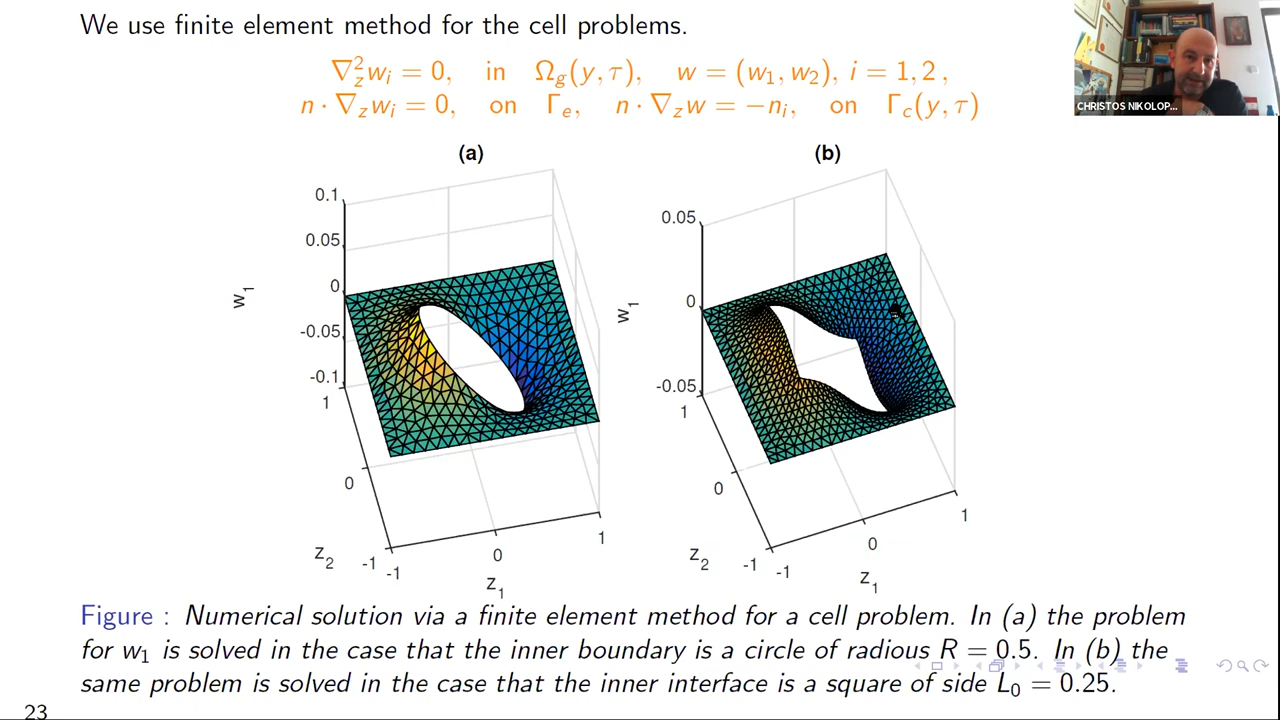 We use finite element method for the cell problems.
∇²_z w_i = 0, in Ω_g(y, τ), w = (w_1, w_2), i = 1, 2 ,
n · ∇_z w_i = 0, on Γ_e, n · ∇_z w = −n_i, on Γ_c(y, τ)
CHRISTOS NIKOLOP...
(a)
(b)
0.1
0.05
0
-0.05
-0.1
w_1
1
0
-1
z_2
-1
0
1
z_1
0.05
0
-0.05
w_1
1
0
-1
z_2
-1
0
1
z_1
Figure : Numerical solution via a finite element method for a cell problem. In (a) the problem
for w_1 is solved in the case that the inner boundary is a circle of radious R = 0.5. In (b) the
same problem is solved in the case that the inner interface is a square of side L_0 = 0.25.
23